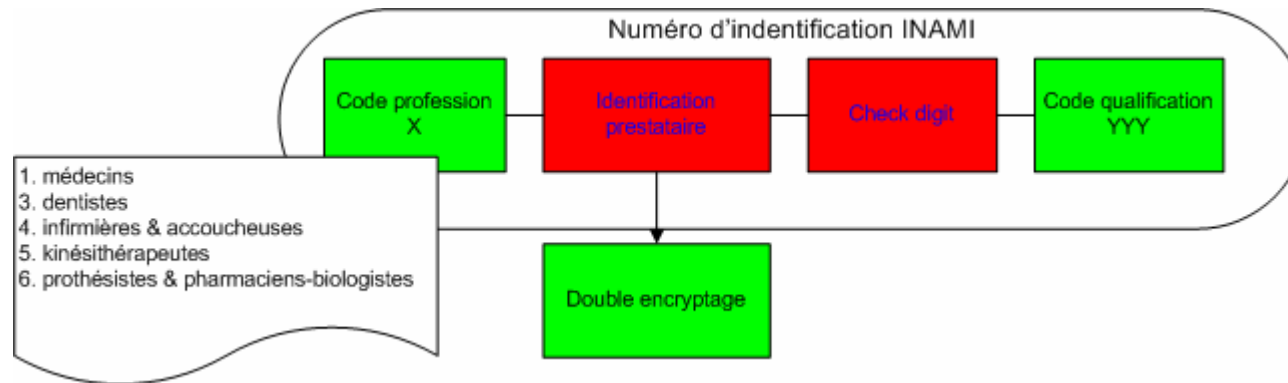 Numéro d'indentification INAMI
Code profession
X
Identification
prestataire
Check digit
Code qualification
YYY
1. médecins
3. dentistes
4. infirmières & accoucheuses
5. kinésithérapeutes
6. prothésistes & pharmaciens-biologistes
Double encryptage